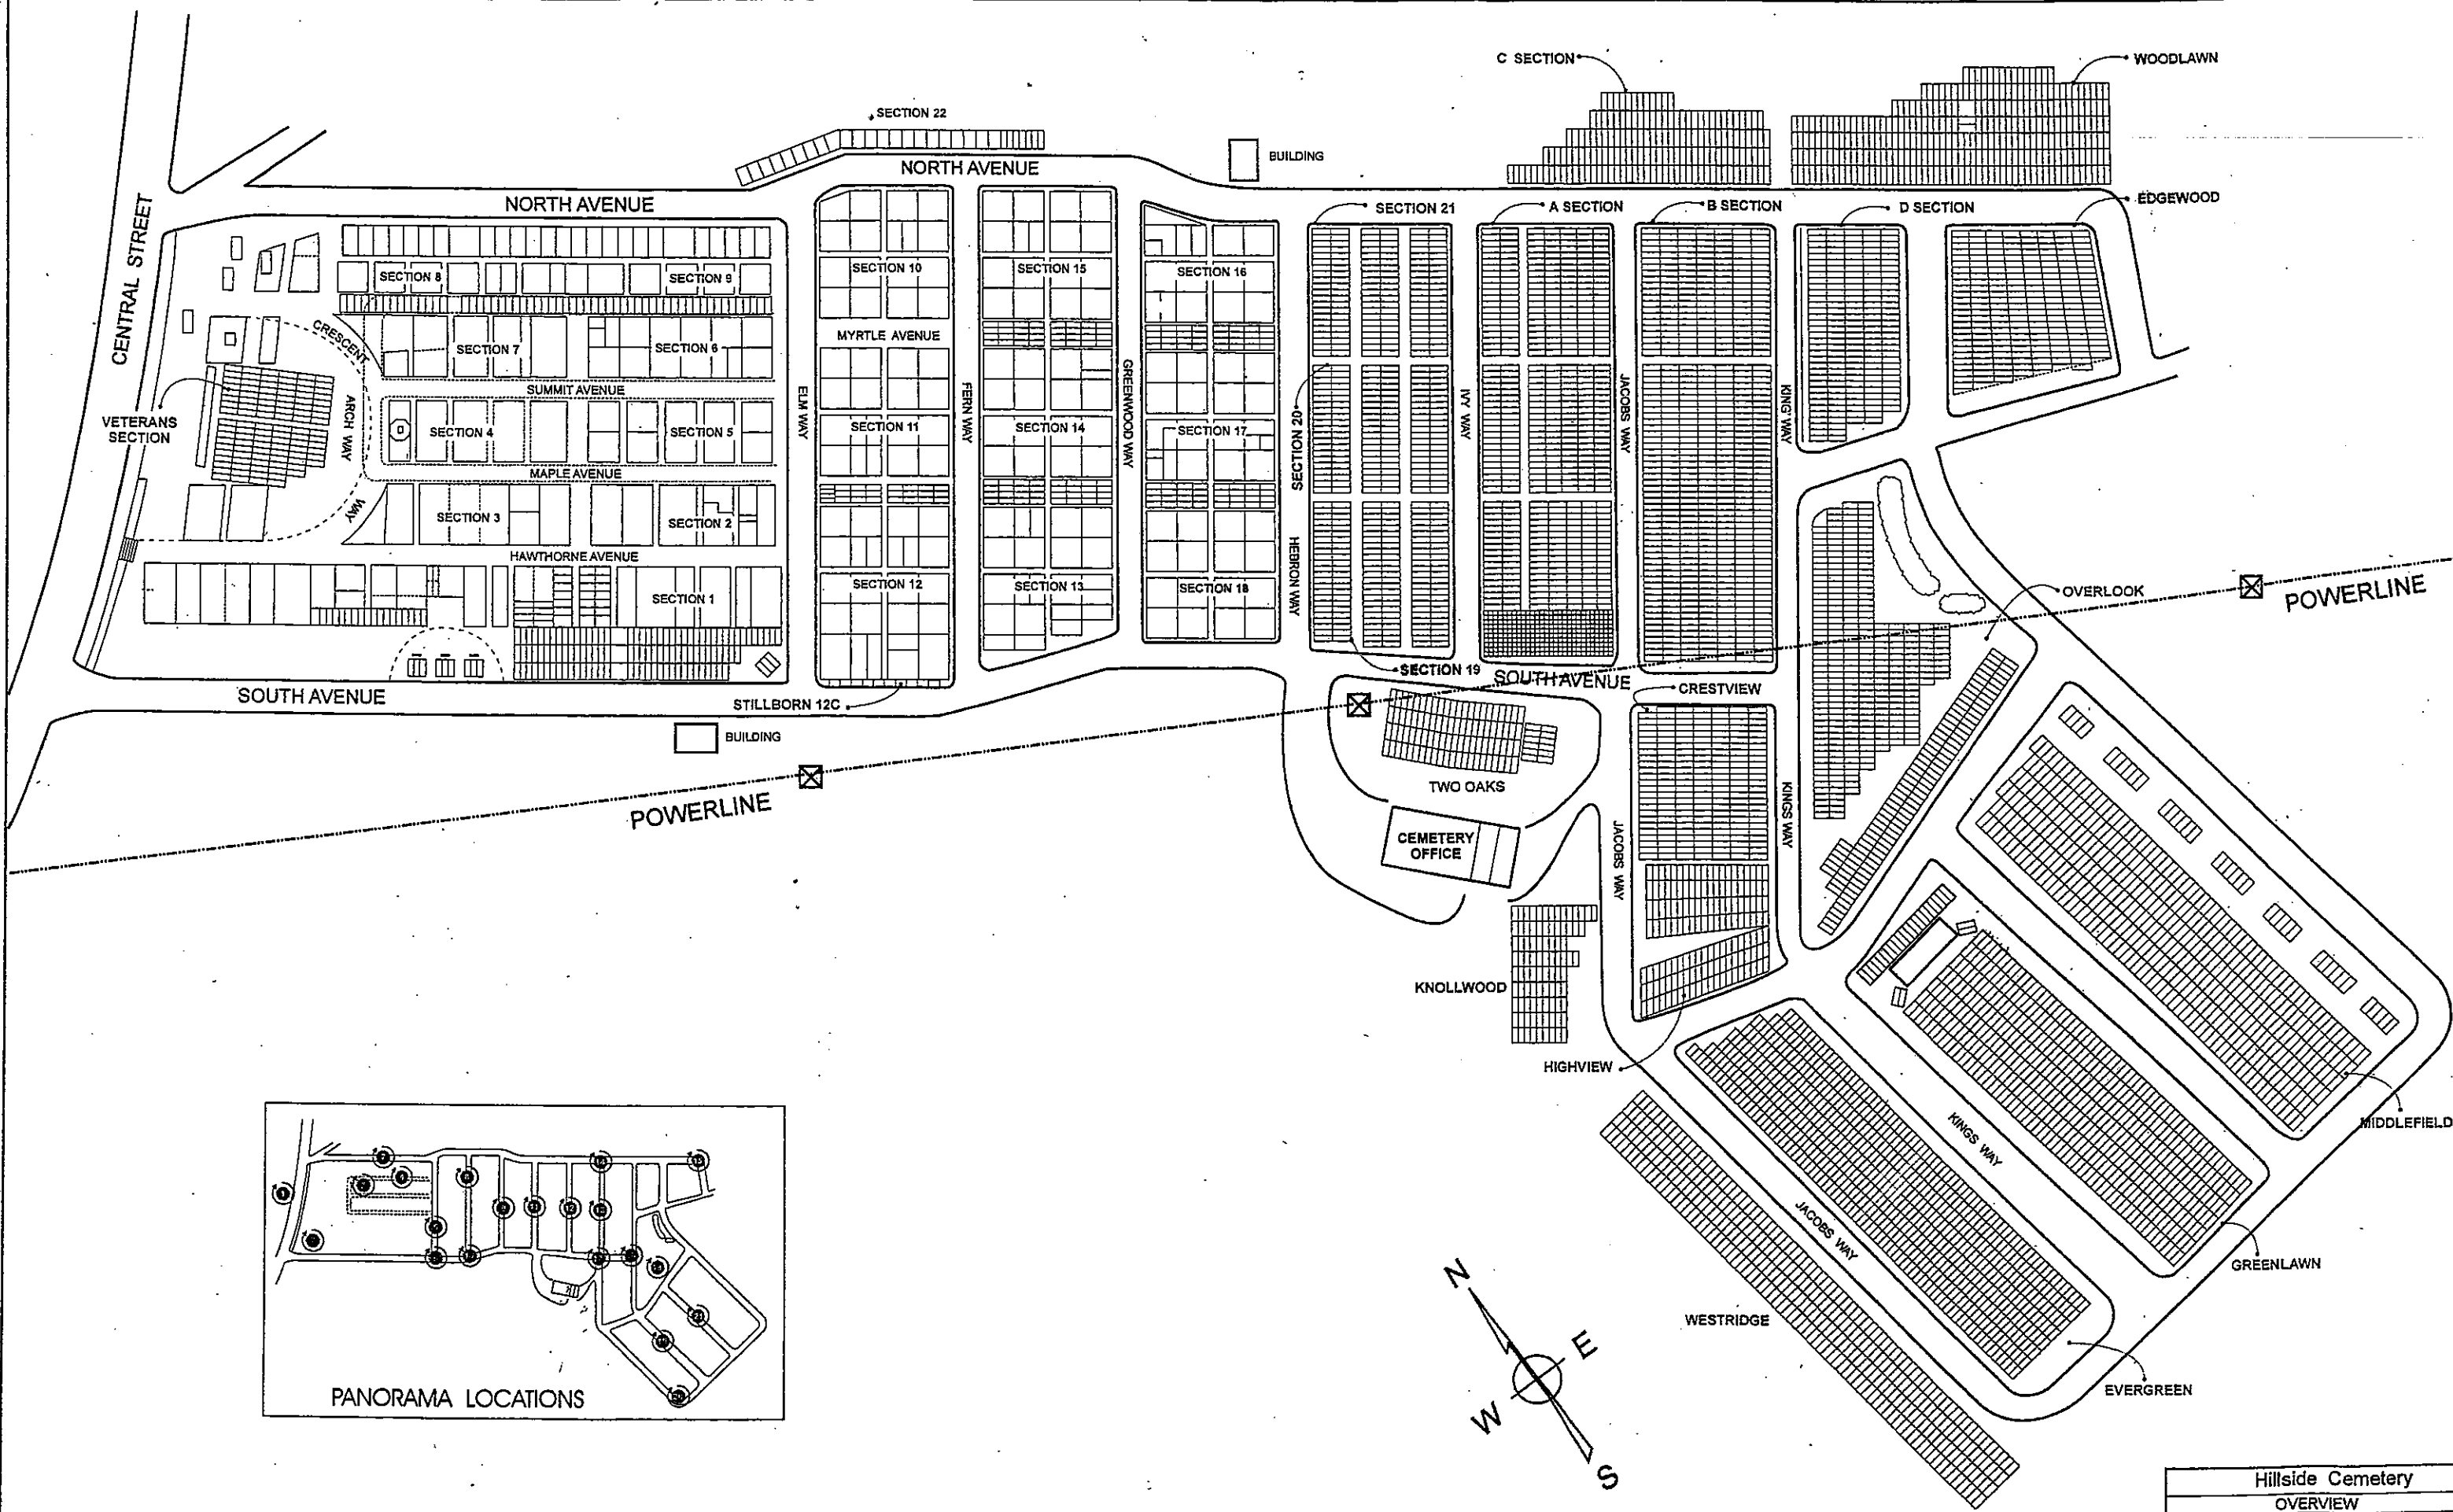 C SECTION
WOODLAWN
SECTION 22
BUILDING
NORTH AVENUE
NORTH AVENUE
CENTRAL STREET
SECTION 21
A SECTION
B SECTION
D SECTION
EDGEWOOD
SECTION 8
SECTION 9
SECTION 10
SECTION 15
SECTION 16
CRESCENT
SECTION 7
SECTION 6
MYRTLE AVENUE
SUMMIT AVENUE
ELM WAY
FERN WAY
GREENWOOD WAY
SECTION 20
IVY WAY
JACOBS WAY
KING'WAY
VETERANS
SECTION
ARCH WAY
SECTION 4
SECTION 5
SECTION 11
SECTION 14
SECTION 17
MAPLE AVENUE
WAY
SECTION 3
SECTION 2
HAWTHORNE AVENUE
HEBRON WAY
SECTION 1
SECTION 12
SECTION 13
SECTION 18
OVERLOOK
POWERLINE
SECTION 19
SOUTH AVENUE
CRESTVIEW
SOUTH AVENUE
STILLBORN 12C
BUILDING
POWERLINE
TWO OAKS
CEMETERY
OFFICE
JACOBS WAY
KINGS WAY
KNOLLWOOD
HIGHVIEW
MIDDLEFIELD
KINGS WAY
JACOBS WAY
GREENLAWN
WESTRIDGE
EVERGREEN
N
E
W
S
PANORAMA LOCATIONS
Hillside Cemetery
OVERVIEW